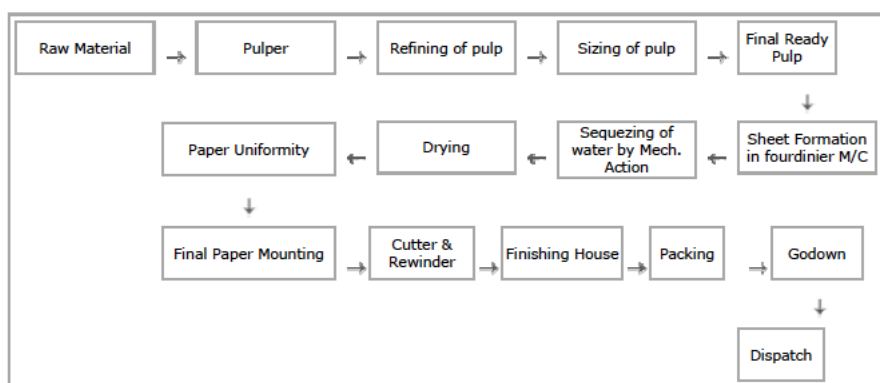 Raw Material
Pulper
Refining of pulp
Sizing of pulp
Final Ready
Pulp
Sheet Formation
in fourdinier M/C
Sequezing of
water by Mech.
Action
Drying
Paper Uniformity
Final Paper Mounting
Cutter &
Rewinder
Finishing House
Packing
Godown
Dispatch